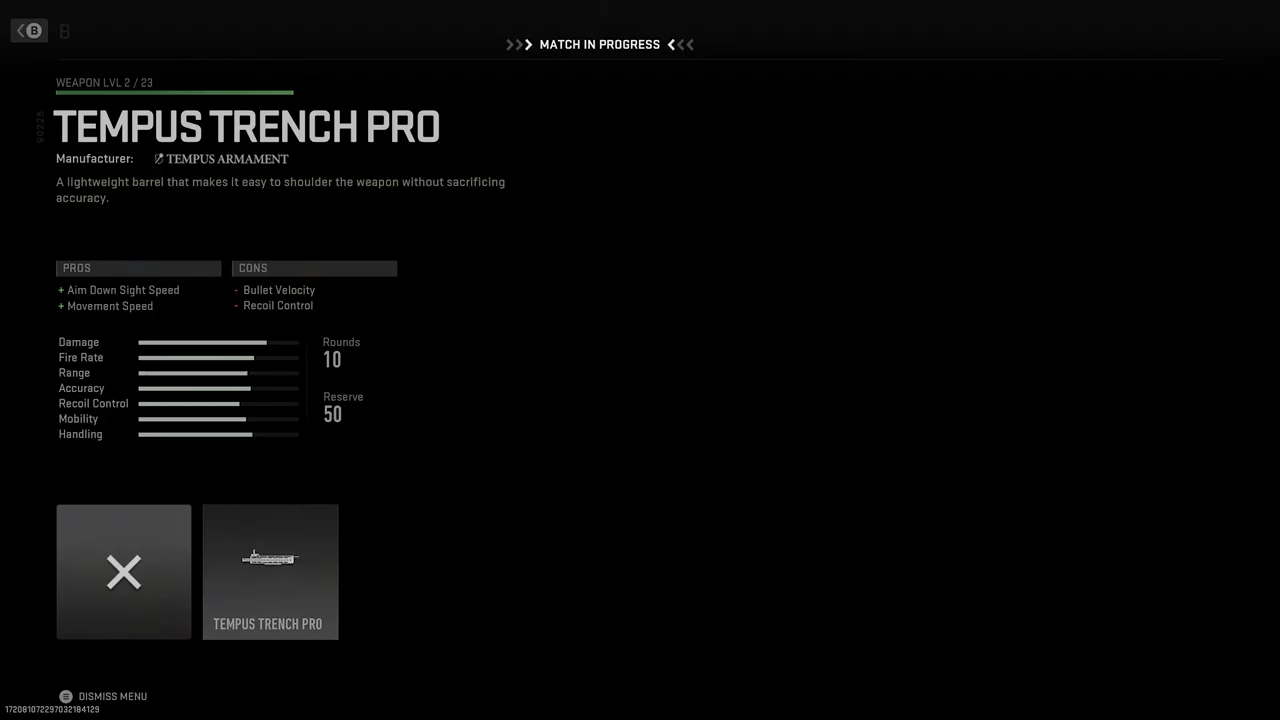 B
MATCH IN PROGRESS
WEAPON LVL 2 / 23
TEMPUS TRENCH PRO
Manufacturer: TEMPUS ARMAMENT
A lightweight barrel that makes it easy to shoulder the weapon without sacrificing
accuracy.
PROS CONS
+ Aim Down Sight Speed - Bullet Velocity
+ Movement Speed - Recoil Control
Damage
Fire Rate
Range
Accuracy
Recoil Control
Mobility
Handling
Rounds
10
Reserve
50
TEMPUS TRENCH PRO
DISMISS MENU
172081072297032184129